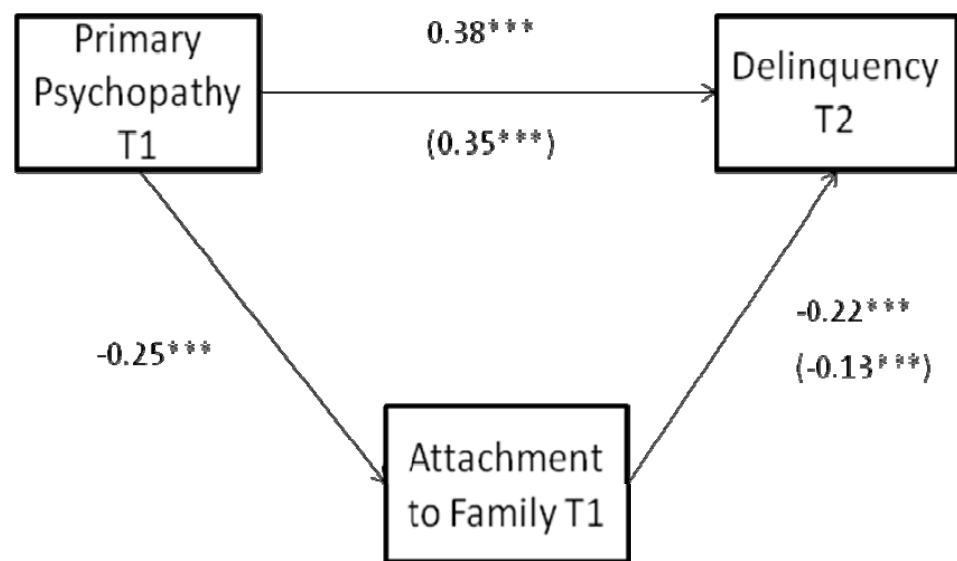 Primary
Psychopathy
T1
0.38***
(0.35***)
Delinquency
T2
-0.25***
-0.22***
(-0.13***)
Attachment
to Family T1